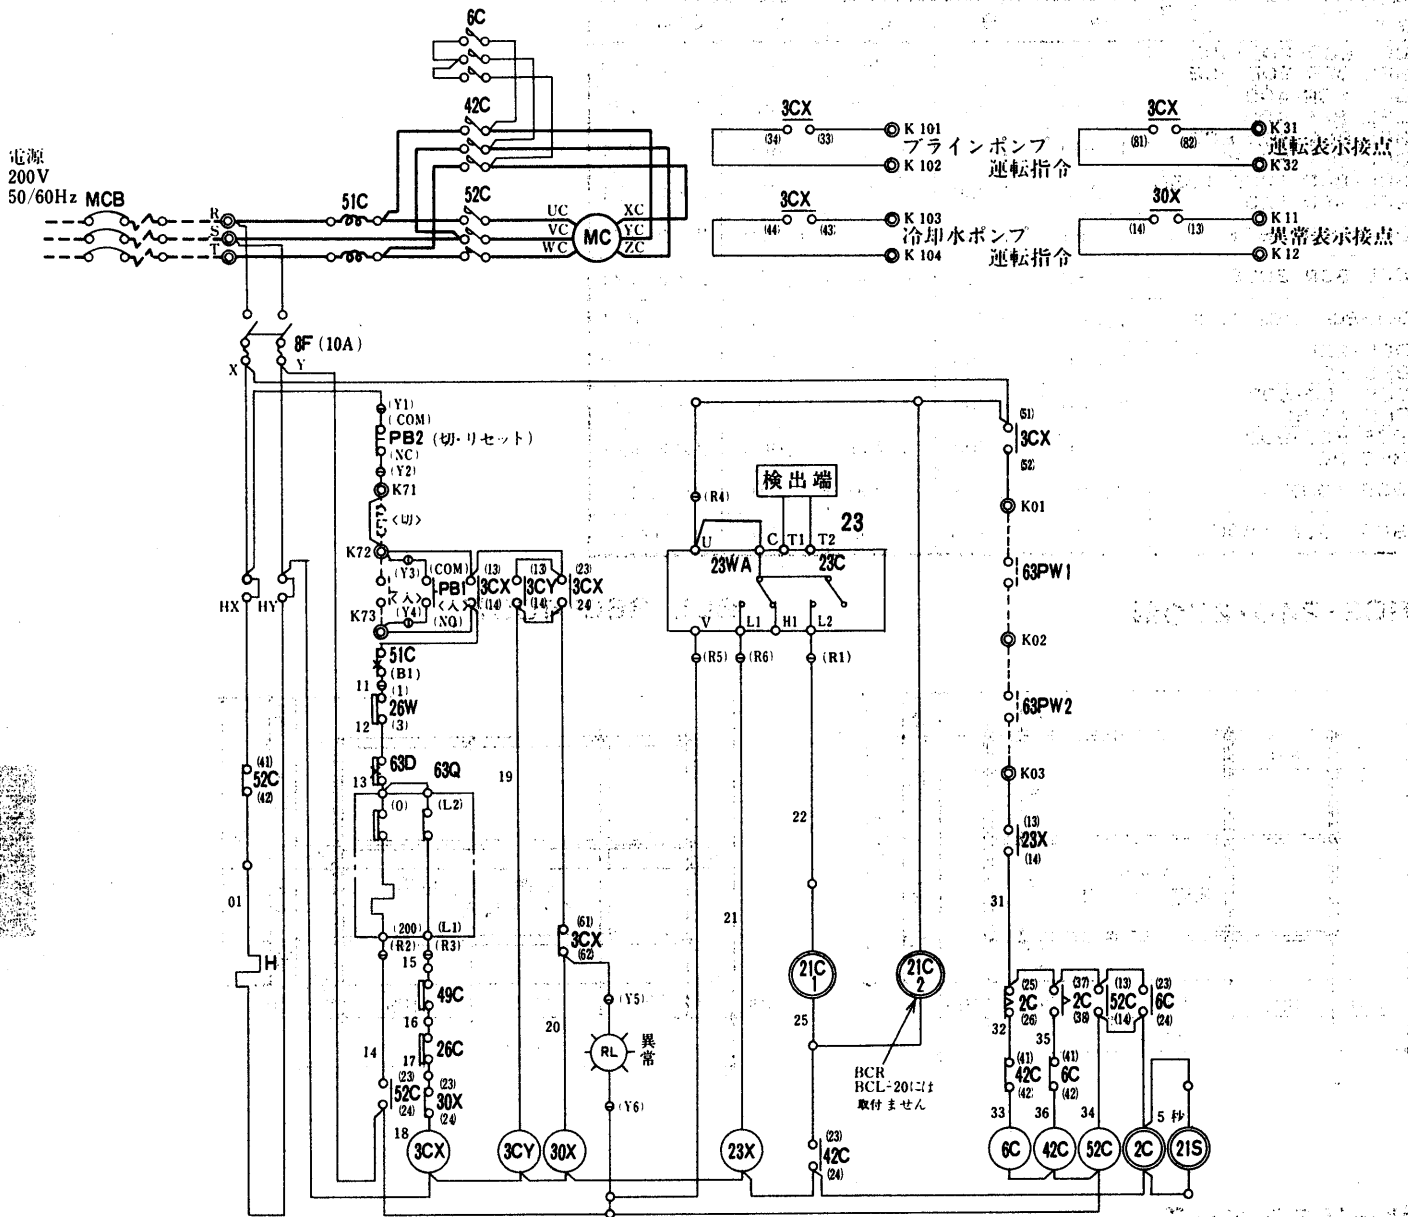 6C
42C
電源
200V
50/60Hz MCB
51C
52C
R
S
T
UC
VC
WC
MC
XC
YC
ZC
3CX
(34) (33)
K 101
K 102
ブラインポンプ
運転指令
3CX
(81) (82)
K 31
運転表示接点
K 32
3CX
(44) (43)
K 103
冷却水ポンプ
K 104
運転指令
30X
(14) (13)
K 11
異常表示接点
K 12
8F (10A)
X
Y
(Y1)
(COM)
PB2 (切・リセット)
(NC)
(Y2)
K71
<切>
K72
(Y3)
(COM)
PB1
<入>
<入>
(Y4)
(NO)
K73
(13)
3CX
(14)
(13)
3CY
(14)
(23)
3CX
24
HX
HY
51C
(B1)
11
(1)
26W
12
(3)
63D
13
63Q
(0)
(L2)
(200)
(L1)
(R2)
(R3)
15
49C
16
26C
17
(23)
52C
(24)
14
(23)
30X
(24)
18
3CX
(41)
52C
(42)
01
H
19
(61)
3CX
(62)
20
(Y5)
RL
異常
(Y6)
3CY
30X
(R4)
検出端
23
U
C
T1
T2
23WA
23C
V
L1
H1
L2
(R5)
(R6)
(R1)
21
22
21C
1
21C
2
25
BCR
BCL-20には
取付ません
23X
(23)
42C
(24)
(51)
3CX
(52)
K01
63PW1
K02
63PW2
K03
(13)
23X
(14)
31
(25)
2C
(26)
32
(37)
2C
(38)
35
(13)
52C
(14)
(23)
6C
(24)
(41)
42C
(42)
33
(41)
6C
(42)
36
34
5秒
6C
42C
52C
2C
21S